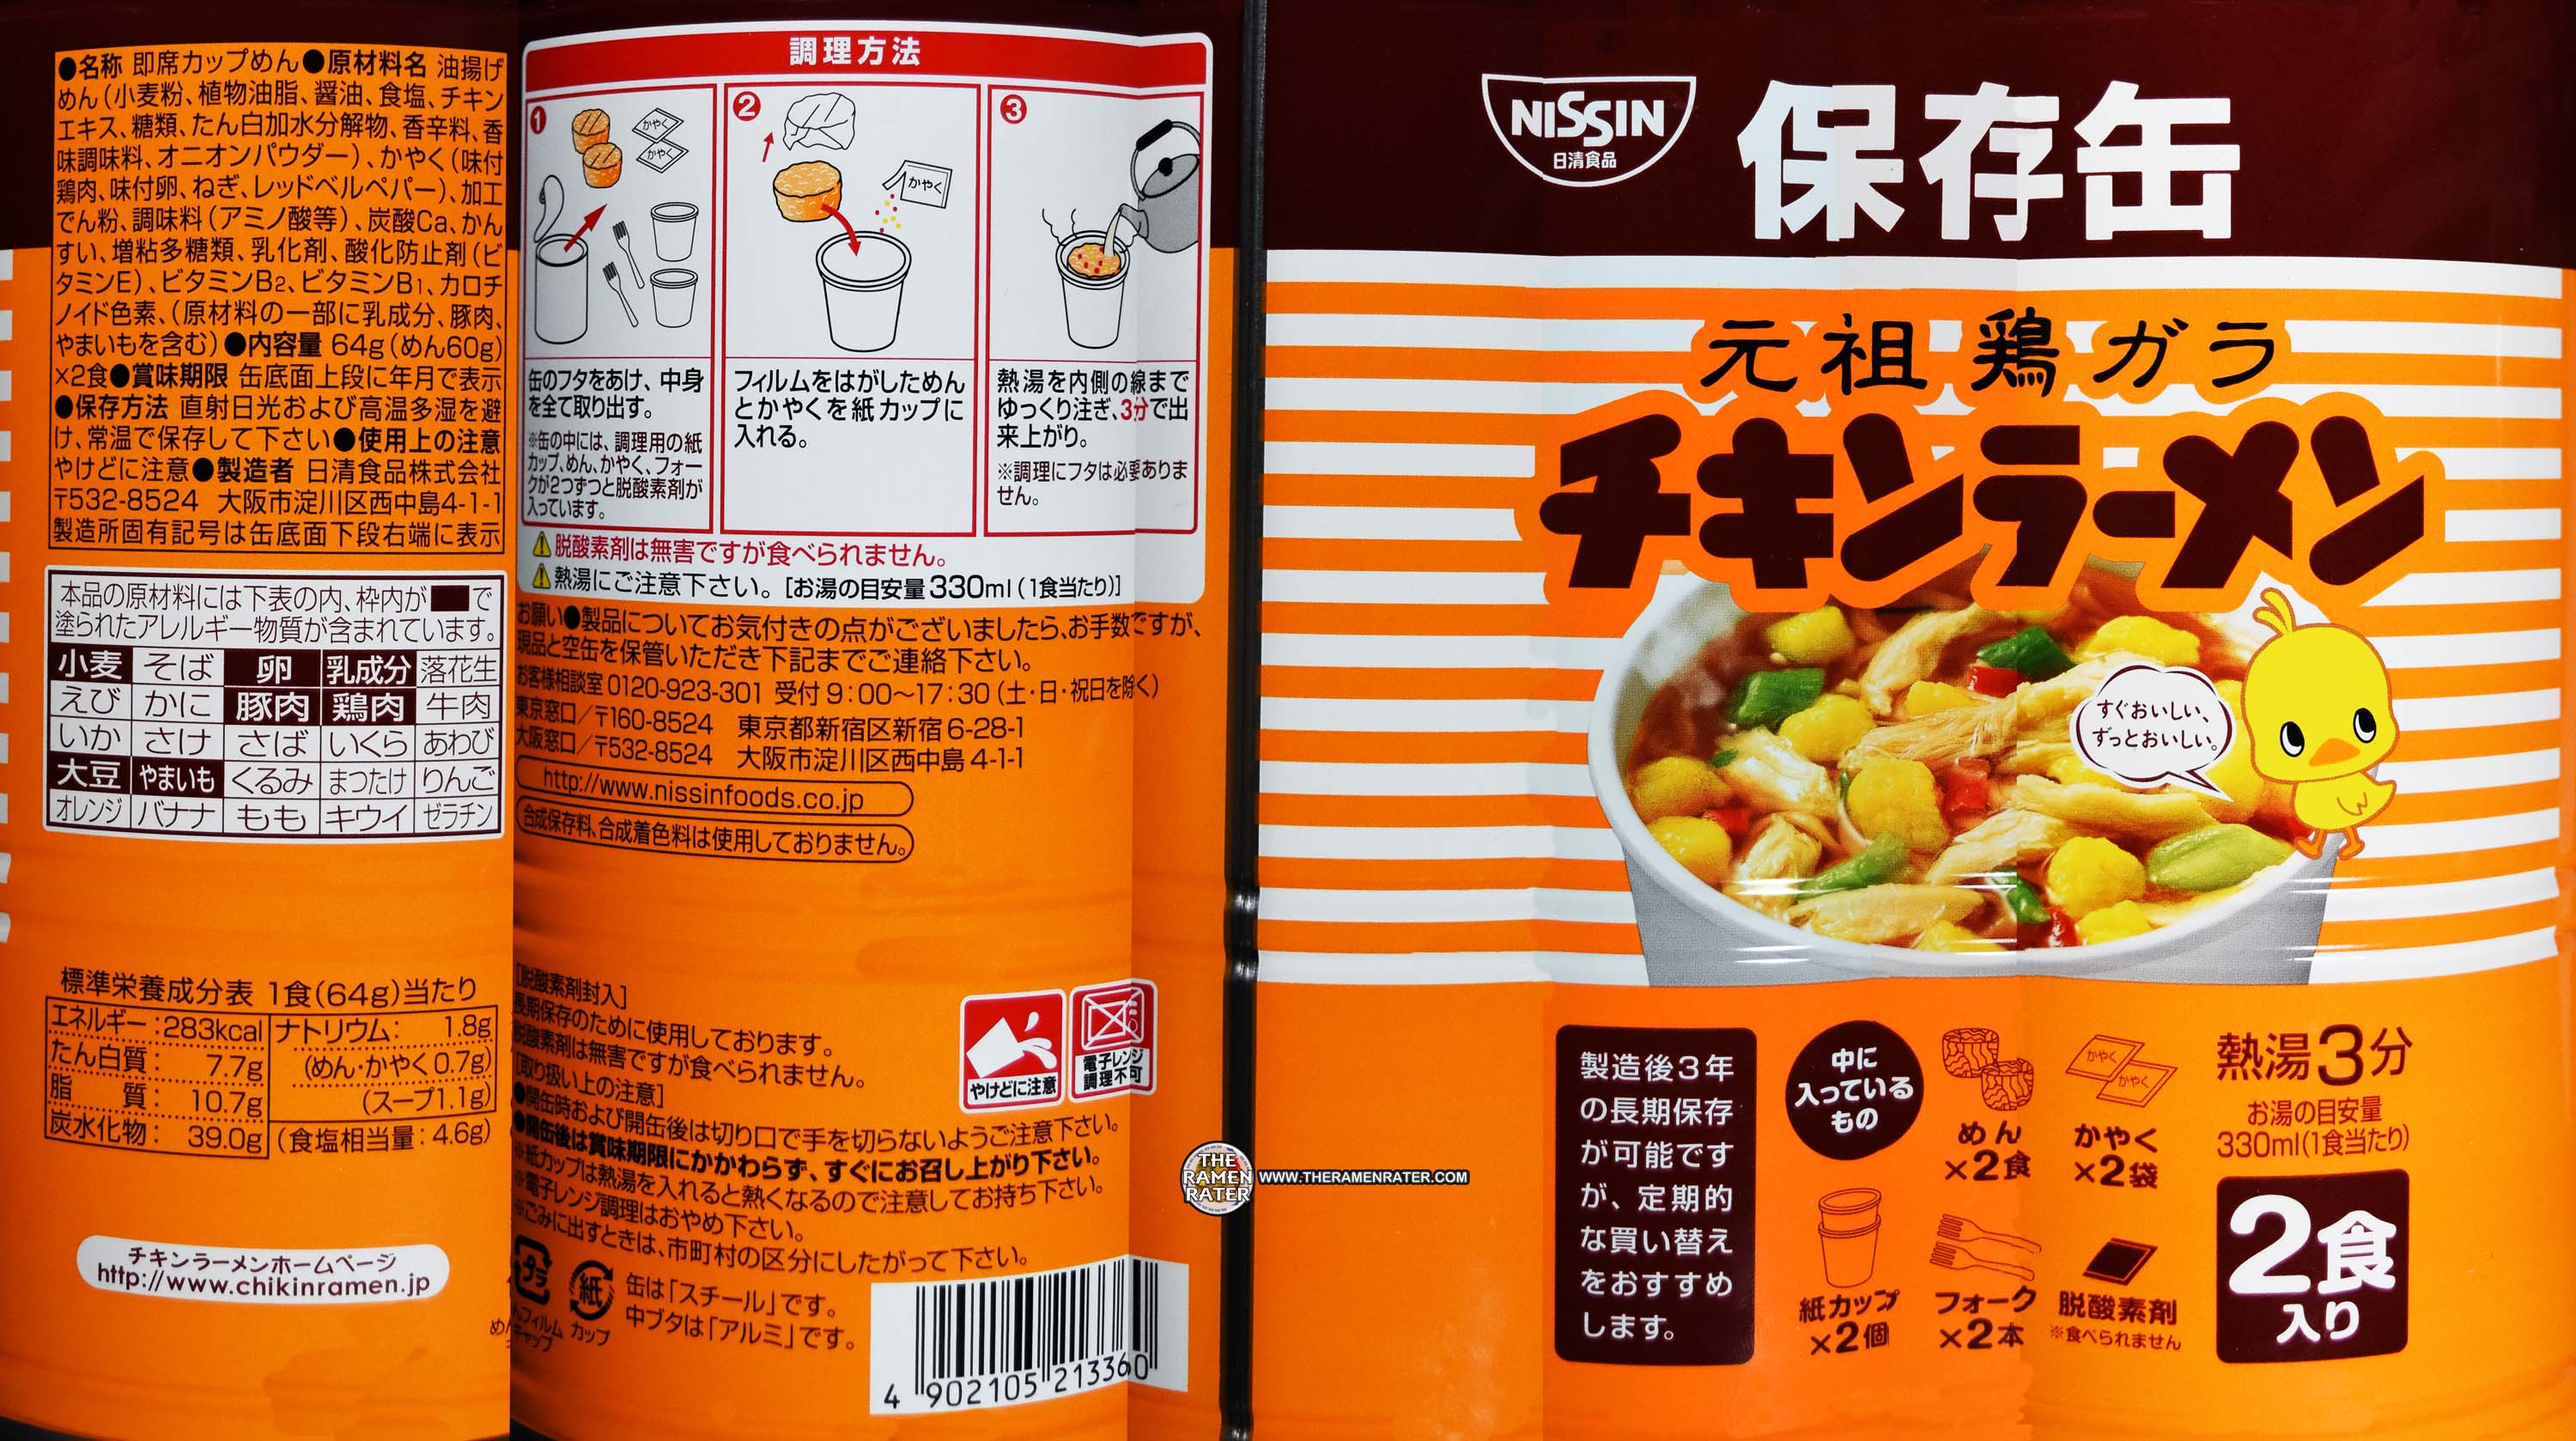 ●名称 即席カップめん●原材料名 油揚げ
めん(小麦粉、植物油脂、醤油、食塩、チキン
エキス、糖類、たん白加水分解物、香辛料、香
味調味料、オニオンパウダー)、かやく(味付
鶏肉、味付卵、ねぎ、レッドベルペパー)、加工
でん粉、調味料(アミノ酸等)、炭酸Ca、かん
すい、増粘多糖類、乳化剤、酸化防止剤(ビ
タミンE)、ビタミンB2、ビタミンB1、カロチ
ノイド色素、(原材料の一部に乳成分、豚肉、
やまいもを含む)●内容量 64g(めん60g)
×2食●賞味期限 缶底面上段に年月で表示
●保存方法 直射日光および高温多湿を避
け、常温で保存して下さい●使用上の注意
やけどに注意●製造者 日清食品株式会社
〒532-8524 大阪市淀川区西中島4-1-1
製造所固有記号は缶底面下段右端に表示
本品の原材料には下表の内、枠内が■で
塗られたアレルギー物質が含まれています。
小麦 そば 卵 乳成分 落花生
えび かに 豚肉 鶏肉 牛肉
いか さけ さば いくら あわび
大豆 やまいも くるみ まつたけ りんご
オレンジ バナナ もも キウイ ゼラチン
標準栄養成分表 1食(64g)当たり
エネルギー:283kcal ナトリウム: 1.8g
たん白質: 7.7g (めん・かやく0.7g)
脂 質: 10.7g (スープ1.1g)
炭水化物: 39.0g (食塩相当量:4.6g)
チキンラーメンホームページ
http://www.chikinramen.jp
調理方法
1
かやく
かやく
缶のフタをあけ、中身
を全て取り出す。
※缶の中には、調理用の紙
カップ、めん、かやく、フォー
クが2つずつと脱酸素剤が
入っています。
2
かやく
フィルムをはがしためん
とかやくを紙カップに
入れる。
3
熱湯を内側の線まで
ゆっくり注ぎ、3分で出
来上がり。
※調理にフタは必要ありま
せん。
⚠脱酸素剤は無害ですが食べられません。
⚠熱湯にご注意下さい。[お湯の目安量330ml(1食当たり)]
お願い●製品についてお気付きの点がございましたら、お手数ですが、
現品と空缶を保管いただき下記までご連絡下さい。
お客様相談室 0120-923-301 受付 9:00〜17:30(土・日・祝日を除く)
東京窓口/〒160-8524 東京都新宿区新宿 6-28-1
大阪窓口/〒532-8524 大阪市淀川区西中島 4-1-1
http://www.nissinfoods.co.jp
合成保存料、合成着色料は使用しておりません。
[脱酸素剤封入]
長期保存のために使用しております。
脱酸素剤は無害ですが食べられません。
[取り扱い上の注意]
●開缶時および開缶後は切り口で手を切らないようご注意下さい。
●開缶後は賞味期限にかかわらず、すぐにお召し上がり下さい。
※紙カップは熱湯を入れると熱くなるので注意してお持ち下さい。
※電子レンジ調理はおやめ下さい。
※ごみに出すときは、市町村の区分にしたがって下さい。
やけどに注意
電子レンジ
調理不可
プラ
紙
カップ
缶は「スチール」です。
中ブタは「アルミ」です。
4 902105 213360
THE
RAMEN
RATER
WWW.THERAMENRATER.COM
NISSIN
日清食品
保存缶
元祖鶏ガラ
チキンラーメン
すぐおいしい、
ずっとおいしい。
製造後3年
の長期保存
が可能です
が、定期的
な買い替え
をおすすめ
します。
中に
入っている
もの
めん
×2食
かやく
かやく
かやく
×2袋
紙カップ
×2個
フォーク
×2本
脱酸素剤
※食べられません
熱湯3分
お湯の目安量
330ml(1食当たり)
2食
入り